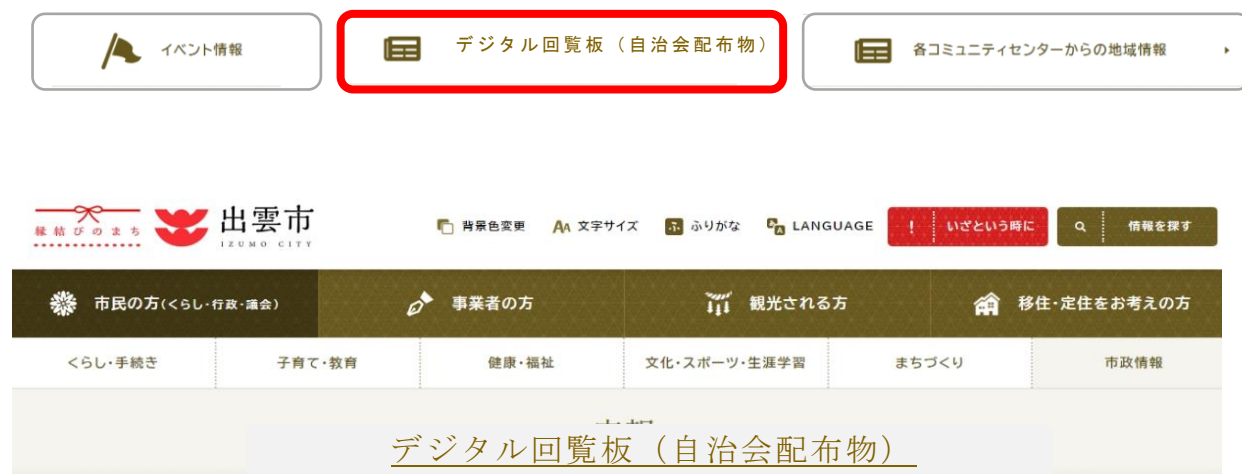 イベント情報
デジタル回覧板（自治会配布物）
各コミュニティセンターからの地域情報
縁結びのまち
出雲市
IZUMO CITY
背景色変更
AA 文字サイズ
ふ ふりがな
あA LANGUAGE
! いざという時に
情報を探す
市民の方(くらし・行政・議会)
事業者の方
観光される方
移住・定住をお考えの方
くらし・手続き
子育て・教育
健康・福祉
文化・スポーツ・生涯学習
まちづくり
市政情報
デジタル回覧板（自治会配布物）